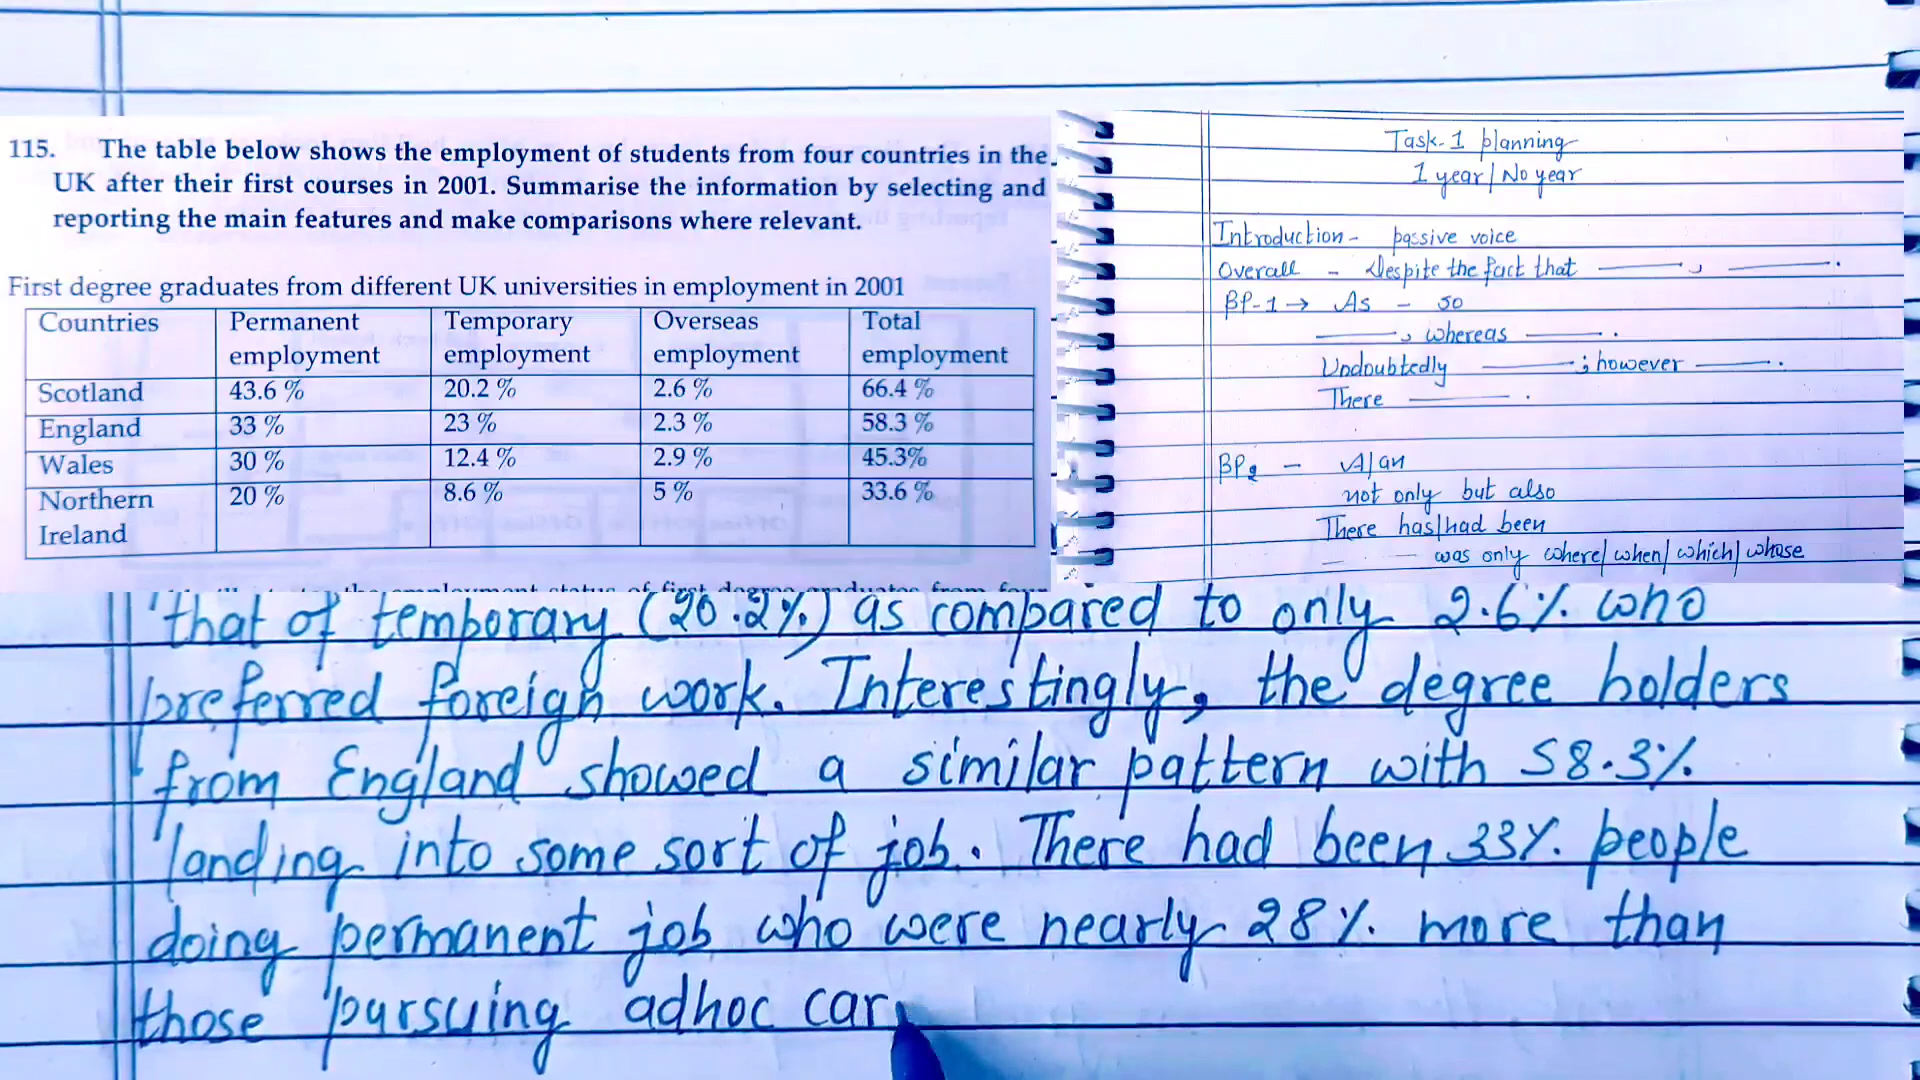 115. The table below shows the employment of students from four countries in the
UK after their first courses in 2001. Summarise the information by selecting and
reporting the main features and make comparisons where relevant.
First degree graduates from different UK universities in employment in 2001
Countries Permanent employment Temporary employment Overseas employment Total employment
Scotland 43.6 % 20.2 % 2.6 % 66.4 %
England 33 % 23 % 2.3 % 58.3 %
Wales 30 % 12.4 % 2.9 % 45.3%
Northern Ireland 20 % 8.6 % 5 % 33.6 %
the employment status of first degree graduates from four
Task-1 planning
1 year/No year
Introduction - passive voice
Overall - Despite the fact that ——— , ——— .
BP-1 → As - so
——— , whereas ——— .
Undoubtedly ——— ; however ——— .
There ——— .
BP2 - A/an
not only but also
There has/had been
— was only where/when/which/whose
that of temporary (20.2%) as compared to only 2.6% who
preferred foreign work. Interestingly, the degree holders
from England showed a similar pattern with 58.3%
landing into some sort of job. There had been 33% people
doing permanent job who were nearly 28% more than
those pursuing adhoc car